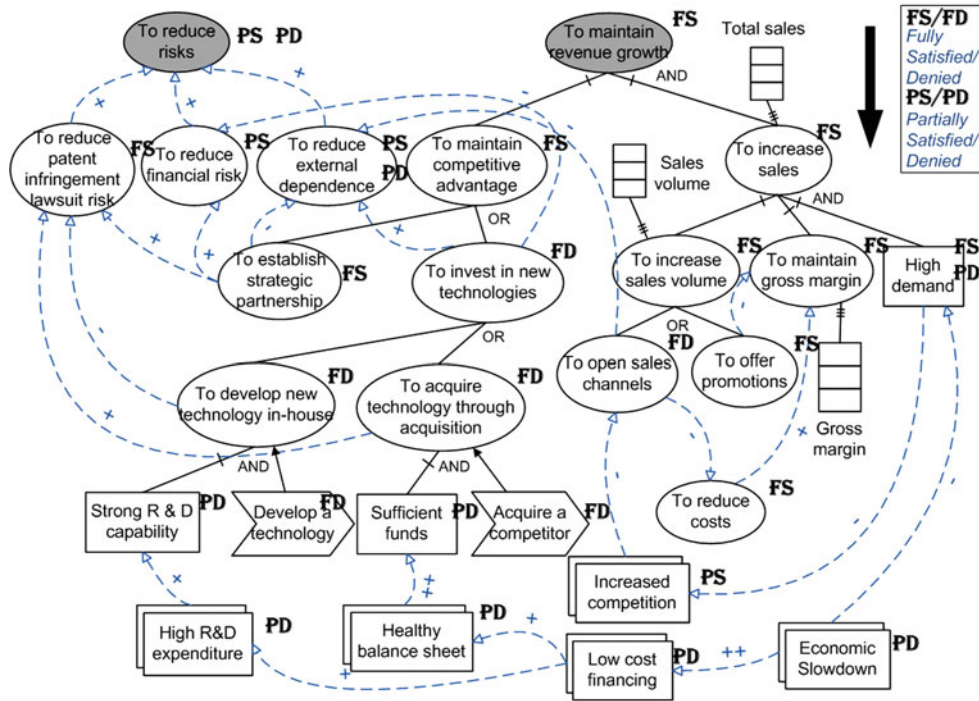 To reduce
risks
PS PD
To maintain
revenue growth
FS
Total sales
FS/FD
Fully
Satisfied/
Denied
PS/PD
Partially
Satisfied/
Denied
AND
To reduce
patent
infringement
lawsuit risk
FS
To reduce
financial risk
PS
To reduce
external
dependence
PS
PD
To maintain
competitive
advantage
FS
Sales
volume
To increase
sales
FS
OR
AND
To establish
strategic
partnership
FS
To invest in new
technologies
FD
To increase
sales volume
FS
To maintain
gross margin
FS
High
demand
FS
PD
OR
OR
To develop new
technology in-house
FD
To acquire
technology through
acquisition
FD
To open sales
channels
FD
To offer
promotions
FS
Gross
margin
AND
AND
Strong R & D
capability
PD
Develop a
technology
FD
Sufficient
funds
PD
Acquire a
competitor
FD
To reduce
costs
FS
Increased
competition
PS
High R&D
expenditure
PD
Healthy
balance sheet
PD
Low cost
financing
PD
Economic
Slowdown
PD
+
+
+
+
-
+
+
+
-
-
-
-
-
+
-
-
+
+
+
+
+
++